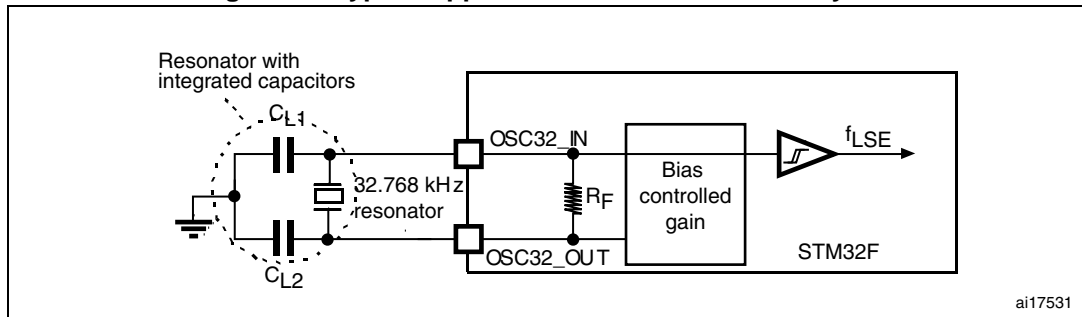 Resonator with
integrated capacitors
CL1
OSC32_IN
fLSE
Bias
controlled
gain
32.768 kHz
resonator
RF
STM32F
OSC32_OUT
CL2
ai17531